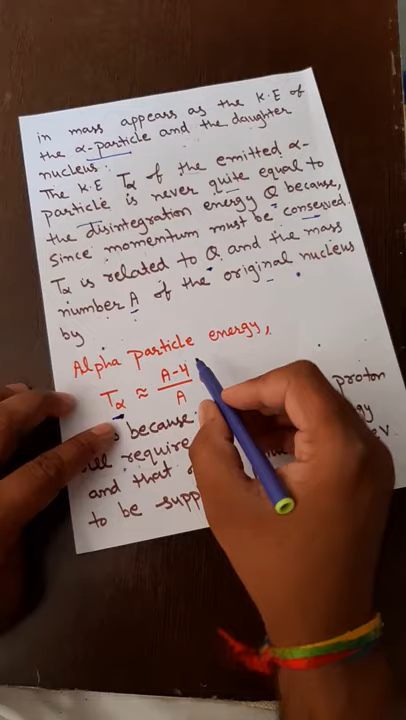 in mass appears as the K.E of
the α-particle and the daughter
nucleus.
The K.E Tα of the emitted α-
particle is never quite equal to
the disintegration energy Q because,
Since momentum must be conserved.
Tα is related to Q and the mass
number A of the original nucleus
by
Alpha Particle energy,
Tα ≈ A-4/A
proton
because
require
and that
to be supp